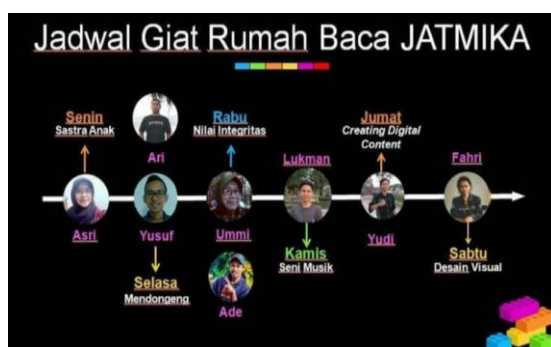 Jadwal Giat Rumah Baca JATMIKA
Senin
Sastra Anak
Ari
Rabu
Nilai Integritas
Lukman
Jumat
Creating Digital
Content
Fahri
Asri
Yusuf
Ummi
Kamis
Seni Musik
Yudi
Sabtu
Desain Visual
Selasa
Mendongeng
Ade